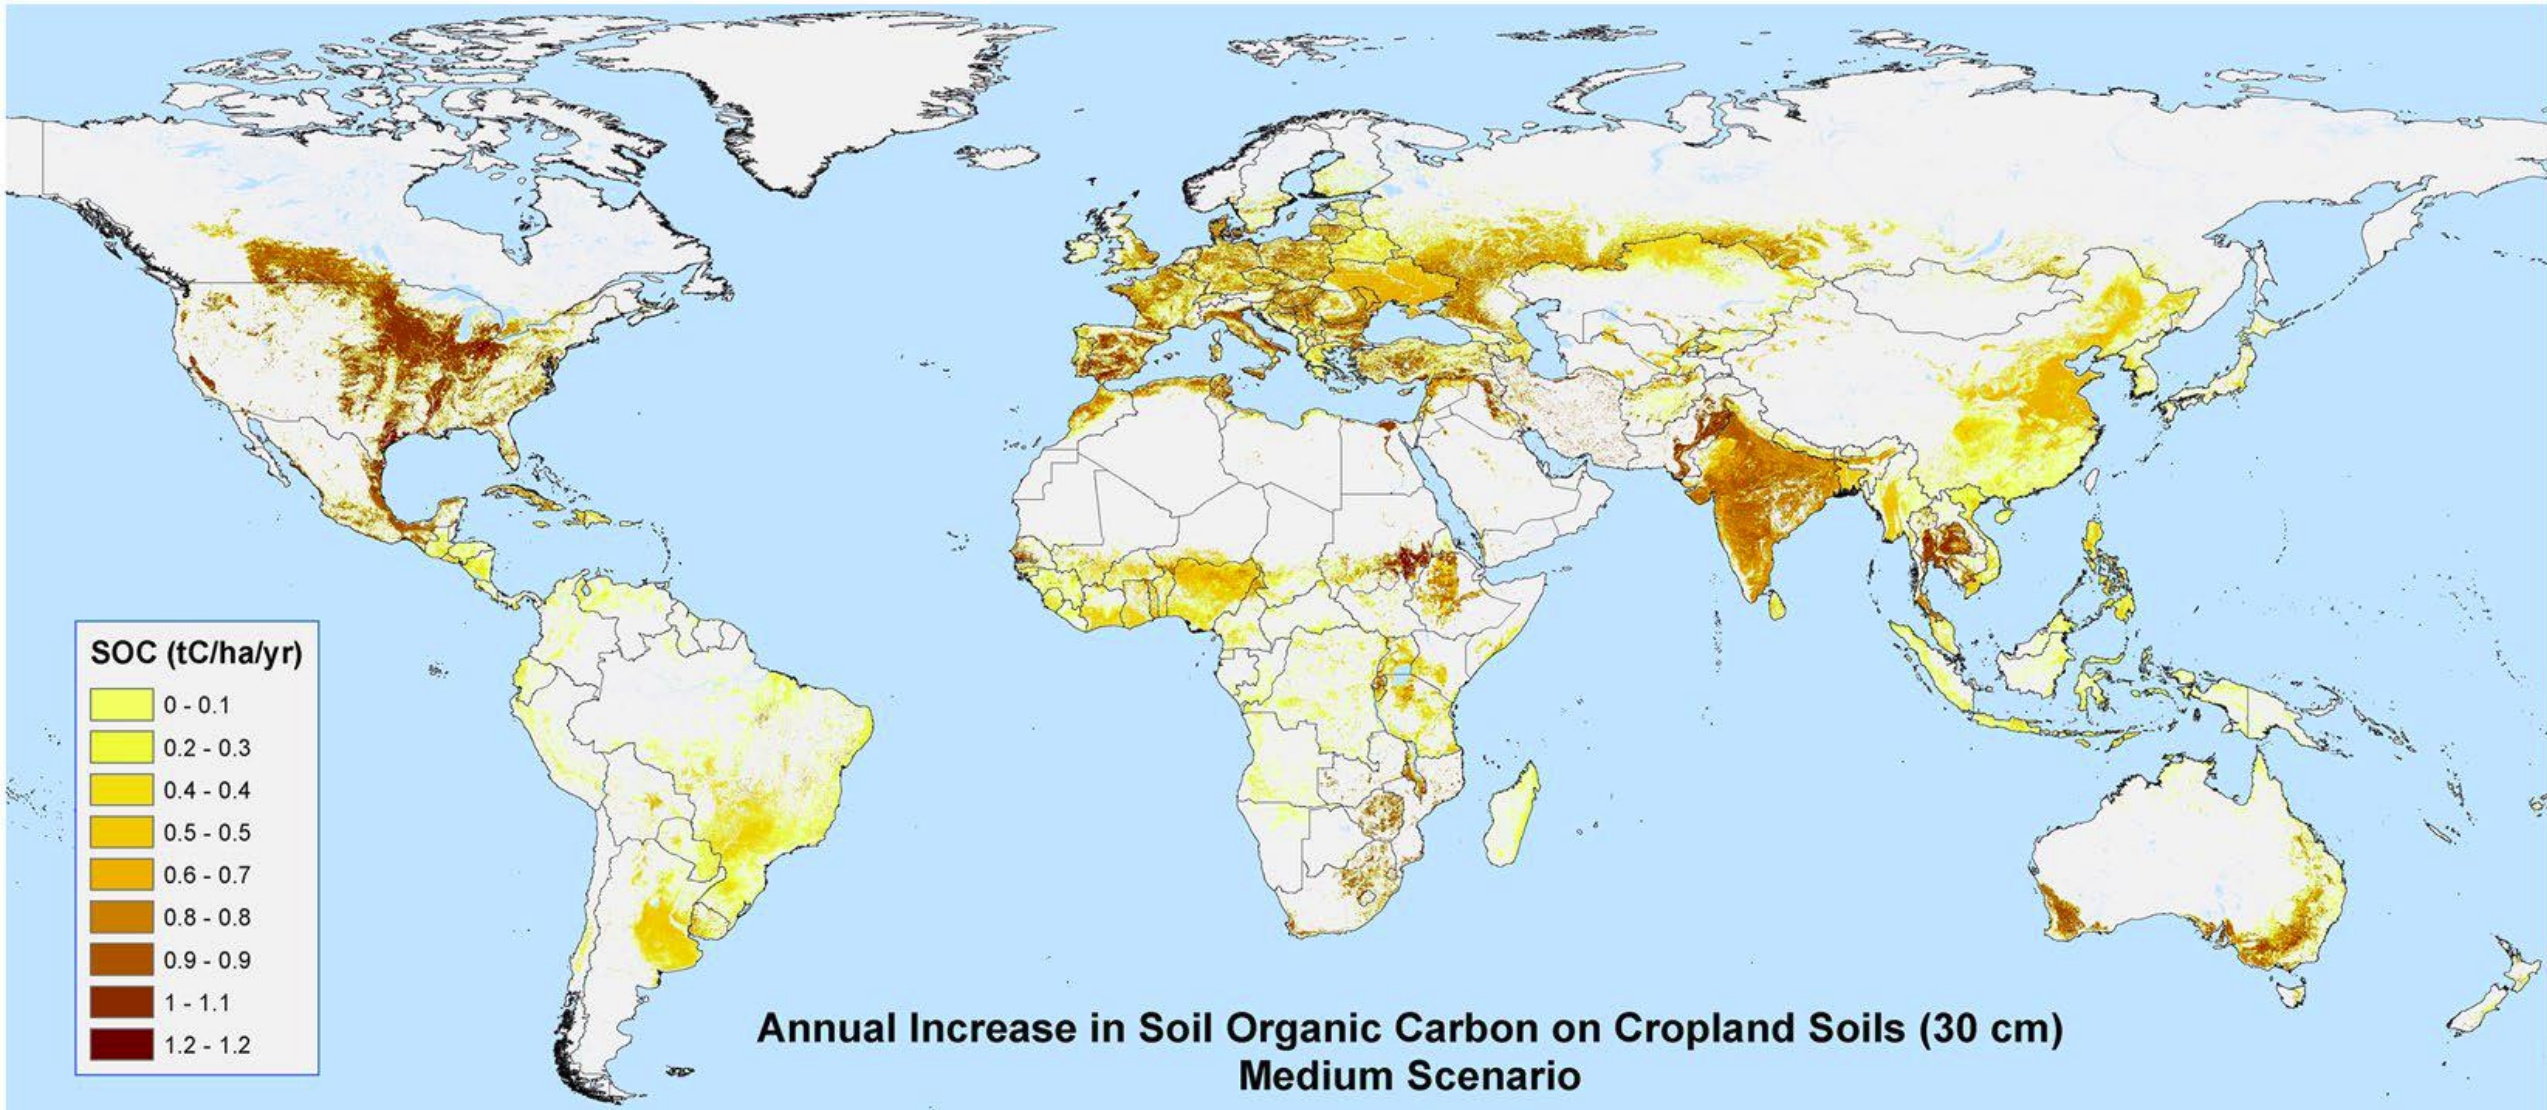 SOC (tC/ha/yr)
0 - 0.1
0.2 - 0.3
0.4 - 0.4
0.5 - 0.5
0.6 - 0.7
0.8 - 0.8
0.9 - 0.9
1 - 1.1
1.2 - 1.2
Annual Increase in Soil Organic Carbon on Cropland Soils (30 cm)
Medium Scenario